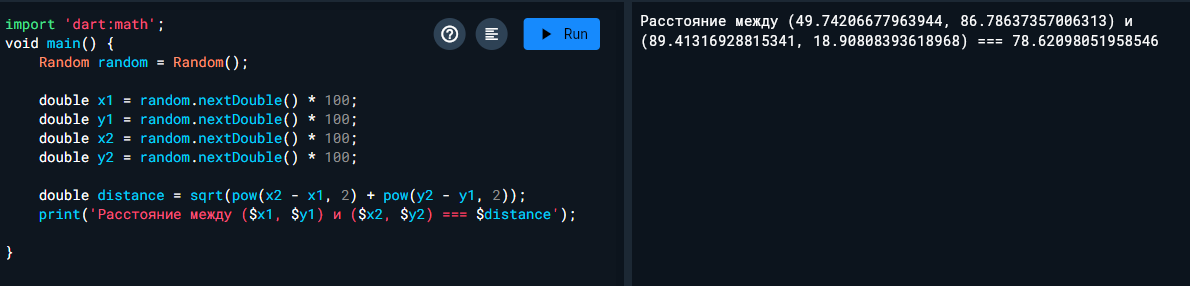 import 'dart:math';
void main() {
Run
Random random = Random();
double x1 = random.nextDouble() * 100;
double y1 = random.nextDouble() * 100;
double x2 = random.nextDouble() * 100;
double y2 = random.nextDouble() * 100;
double distance = sqrt(pow(x2 - x1, 2) + pow(y2 - y1, 2));
print('Расстояние между ($x1, $y1) и ($x2, $y2) === $distance');
}
Расстояние между (49.74206677963944, 86.78637357006313) и
(89.41316928815341, 18.90808393618968) === 78.62098051958546